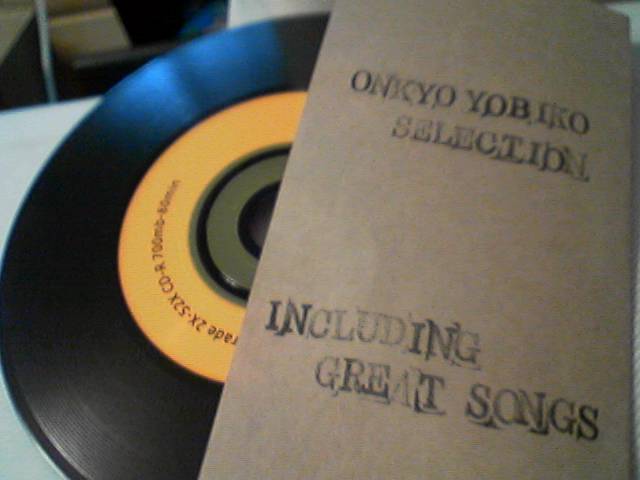 ONKYO YOBIKO
SELECTION
INCLUDING
GREAT SONGS
rade 2X-52X CD-R 700mb-80min